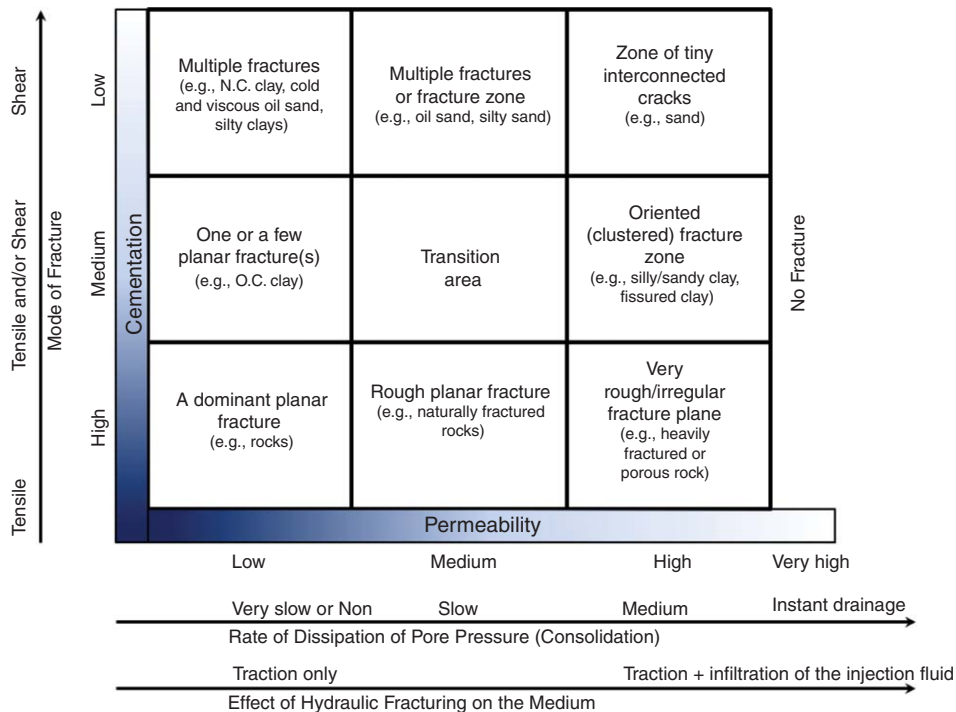 Shear
Tensile and/or Shear
Tensile
Mode of Fracture
Low
Medium
High
Cementation
Multiple fractures
(e.g., N.C. clay, cold
and viscous oil sand,
silty clays)
Multiple fractures
or fracture zone
(e.g., oil sand, silty sand)
Zone of tiny
interconnected
cracks
(e.g., sand)
One or a few
planar fracture(s)
(e.g., O.C. clay)
Transition
area
Oriented
(clustered) fracture
zone
(e.g., silly/sandy clay,
fissured clay)
No Fracture
A dominant planar
fracture
(e.g., rocks)
Rough planar fracture
(e.g., naturally fractured
rocks)
Very
rough/irregular
fracture plane
(e.g., heavily
fractured or
porous rock)
Permeability
Low
Medium
High
Very high
Very slow or Non
Slow
Medium
Instant drainage
Rate of Dissipation of Pore Pressure (Consolidation)
Traction only
Traction + infiltration of the injection fluid
Effect of Hydraulic Fracturing on the Medium